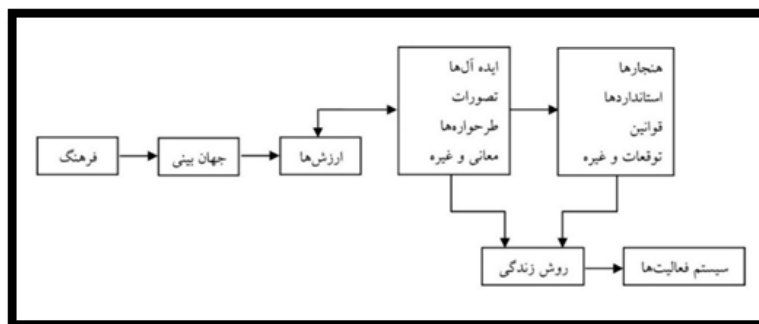 فرهنگ
جهان بینی
ارزش‌ها
ایده آل‌ها
تصورات
طرحواره‌ها
معانی و غیره
هنجارها
استانداردها
قوانین
توقعات و غیره
روش زندگی
سیستم فعالیت‌ها